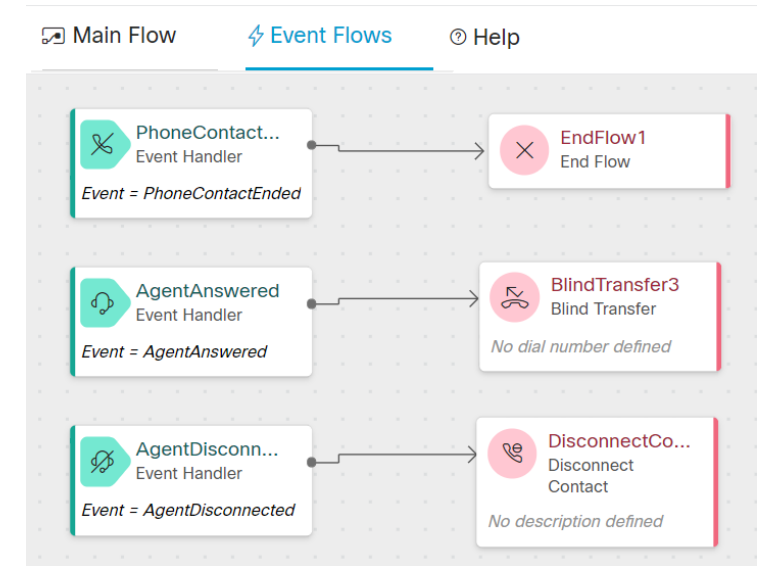 Main Flow
Event Flows
Help
PhoneContact...
Event Handler
Event = PhoneContactEnded
EndFlow1
End Flow
AgentAnswered
Event Handler
Event = AgentAnswered
BlindTransfer3
Blind Transfer
No dial number defined
AgentDisconn...
Event Handler
Event = AgentDisconnected
DisconnectCo...
Disconnect
Contact
No description defined